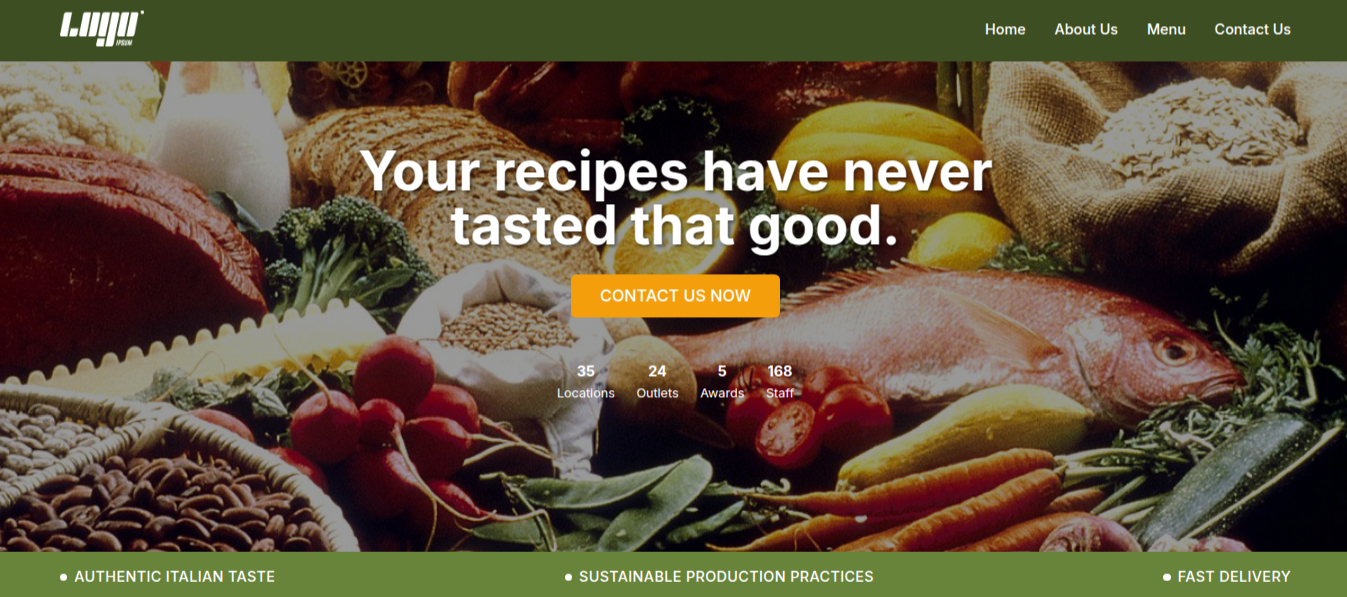 Logo
IPSUM
Home About Us Menu Contact Us
Your recipes have never
tasted that good.
CONTACT US NOW
35 24 5 168
Locations Outlets Awards Staff
AUTHENTIC ITALIAN TASTE SUSTAINABLE PRODUCTION PRACTICES FAST DELIVERY